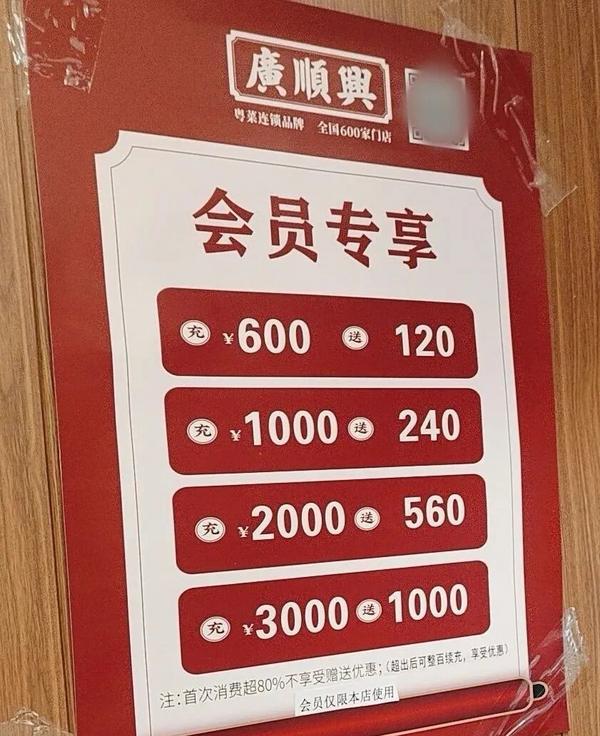 廣順興
粤菜连锁品牌 全国600家门店
会员专享
充 ¥600 送 120
充 ¥1000 送 240
充 ¥2000 送 560
充 ¥3000 送 1000
注：首次消费超80%不享受赠送优惠；（超出后可整百续充，享受优惠）
会员仅限本店使用